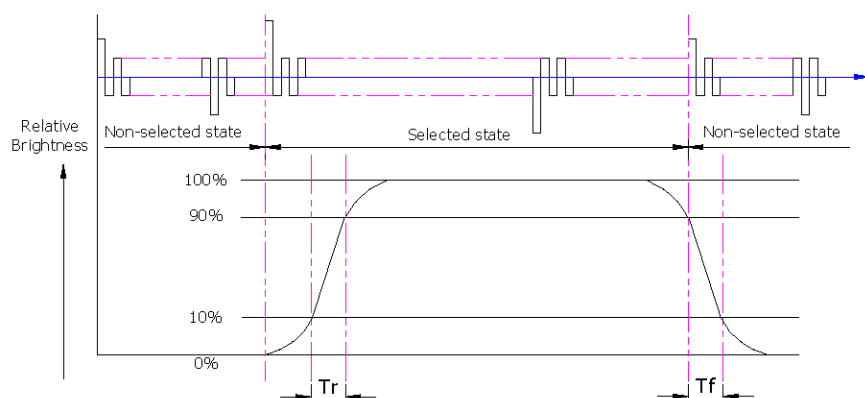 Relative
Brightness
Non-selected state
Selected state
Non-selected state
100%
90%
10%
0%
Tr
Tf